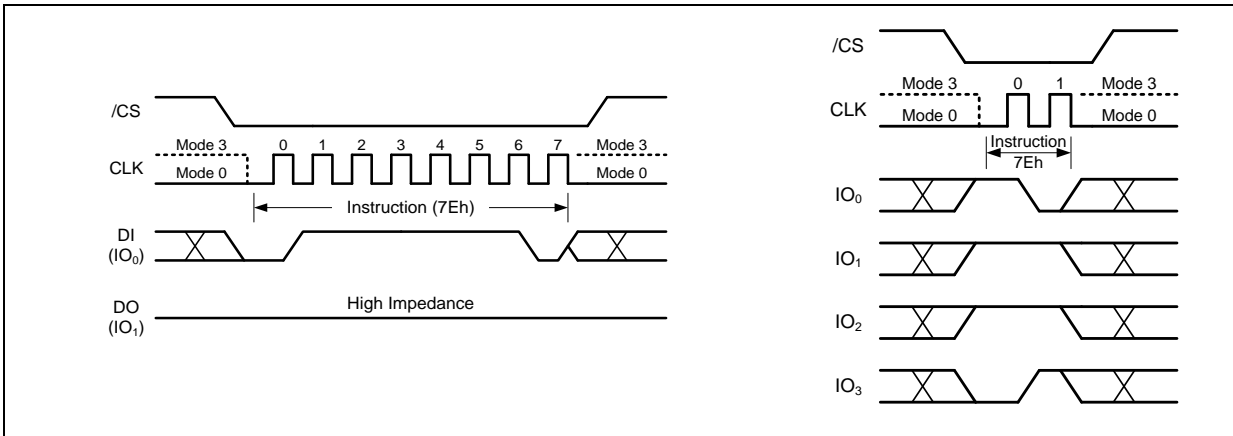 /CS
Mode 3 0 1 2 3 4 5 6 7 Mode 3
CLK Mode 0 Mode 0
Instruction (7Eh)
DI
(IO₀)
High Impedance
DO
(IO₁)
/CS
Mode 3 0 1 Mode 3
CLK Mode 0 Mode 0
Instruction
7Eh
IO₀
IO₁
IO₂
IO₃